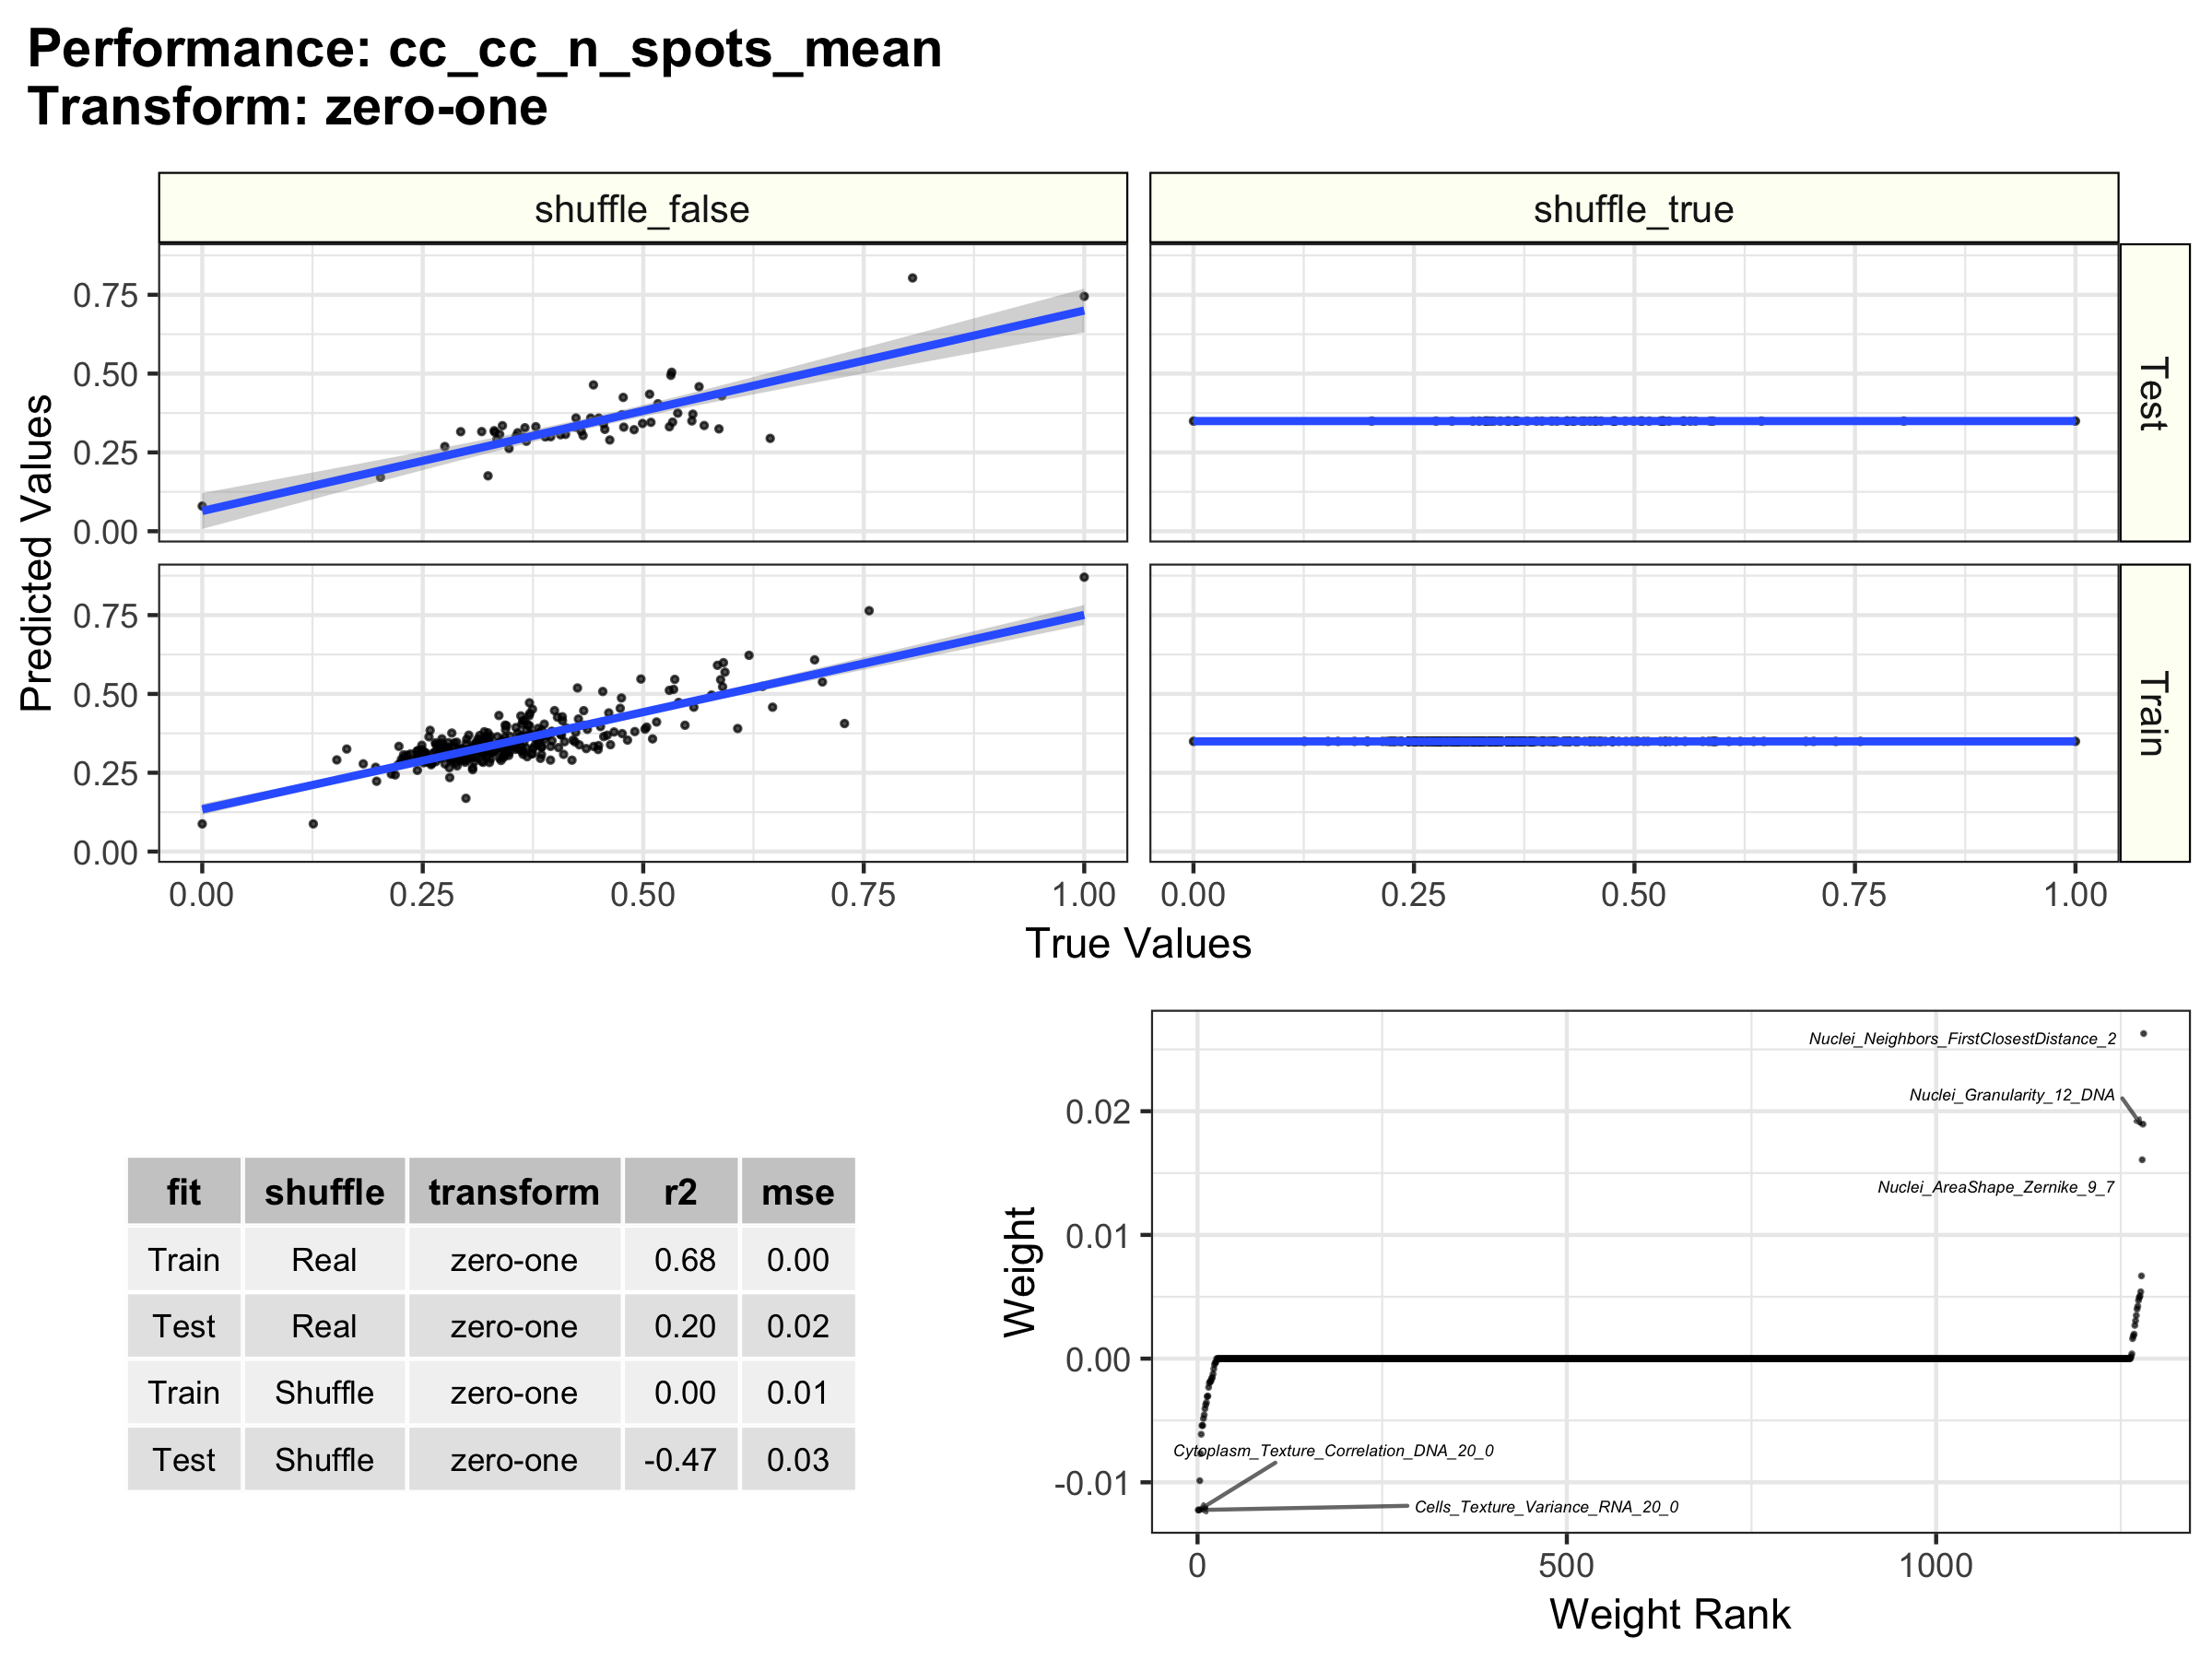 Performance: cc_cc_n_spots_mean
Transform: zero-one
shuffle_false
shuffle_true
0.75
0.50
0.25
0.00
Test
0.75
0.50
0.25
0.00
Train
Predicted Values
0.00 0.25 0.50 0.75 1.00
0.00 0.25 0.50 0.75 1.00
True Values
fit shuffle transform r2 mse
Train Real zero-one 0.68 0.00
Test Real zero-one 0.20 0.02
Train Shuffle zero-one 0.00 0.01
Test Shuffle zero-one -0.47 0.03
Nuclei_Neighbors_FirstClosestDistance_2
Nuclei_Granularity_12_DNA
Nuclei_AreaShape_Zernike_9_7
Cytoplasm_Texture_Correlation_DNA_20_0
Cells_Texture_Variance_RNA_20_0
0.02
0.01
0.00
-0.01
Weight
0 500 1000
Weight Rank